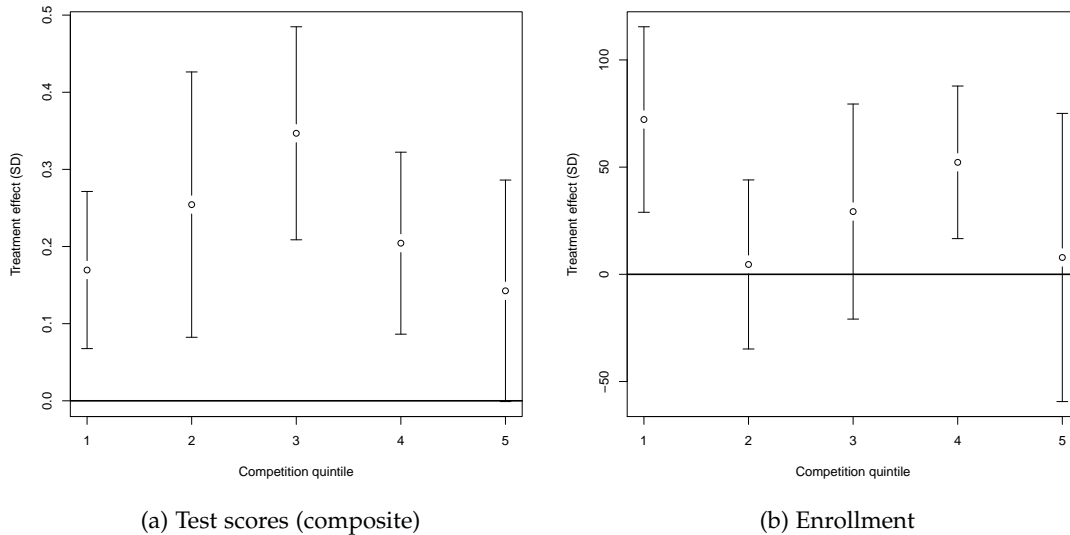 0.5
0.4
0.3
0.2
0.1
0.0
Treatment effect (SD)
1 2 3 4 5
Competition quintile
(a) Test scores (composite)
100
50
0
−50
Treatment effect (SD)
1 2 3 4 5
Competition quintile
(b) Enrollment